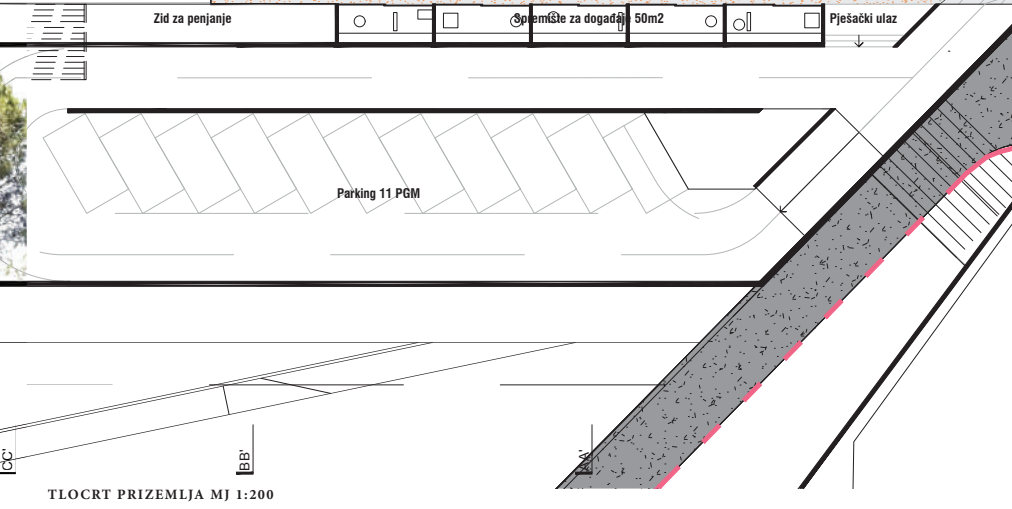 Zid za penjanje
Spremište za događaje 50m2
Pješački ulaz
Parking 11 PGM
CC'
BB'
AA'
TLOCRT PRIZEMLJA MJ 1:200